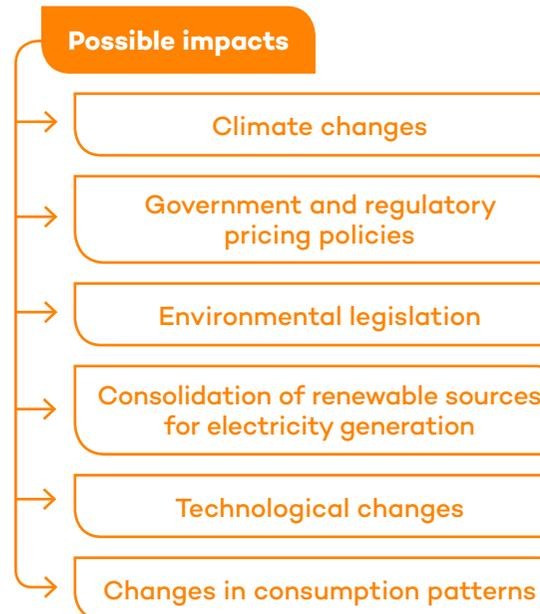 Possible impacts
Climate changes
Government and regulatory
pricing policies
Environmental legislation
Consolidation of renewable sources
for electricity generation
Technological changes
Changes in consumption patterns